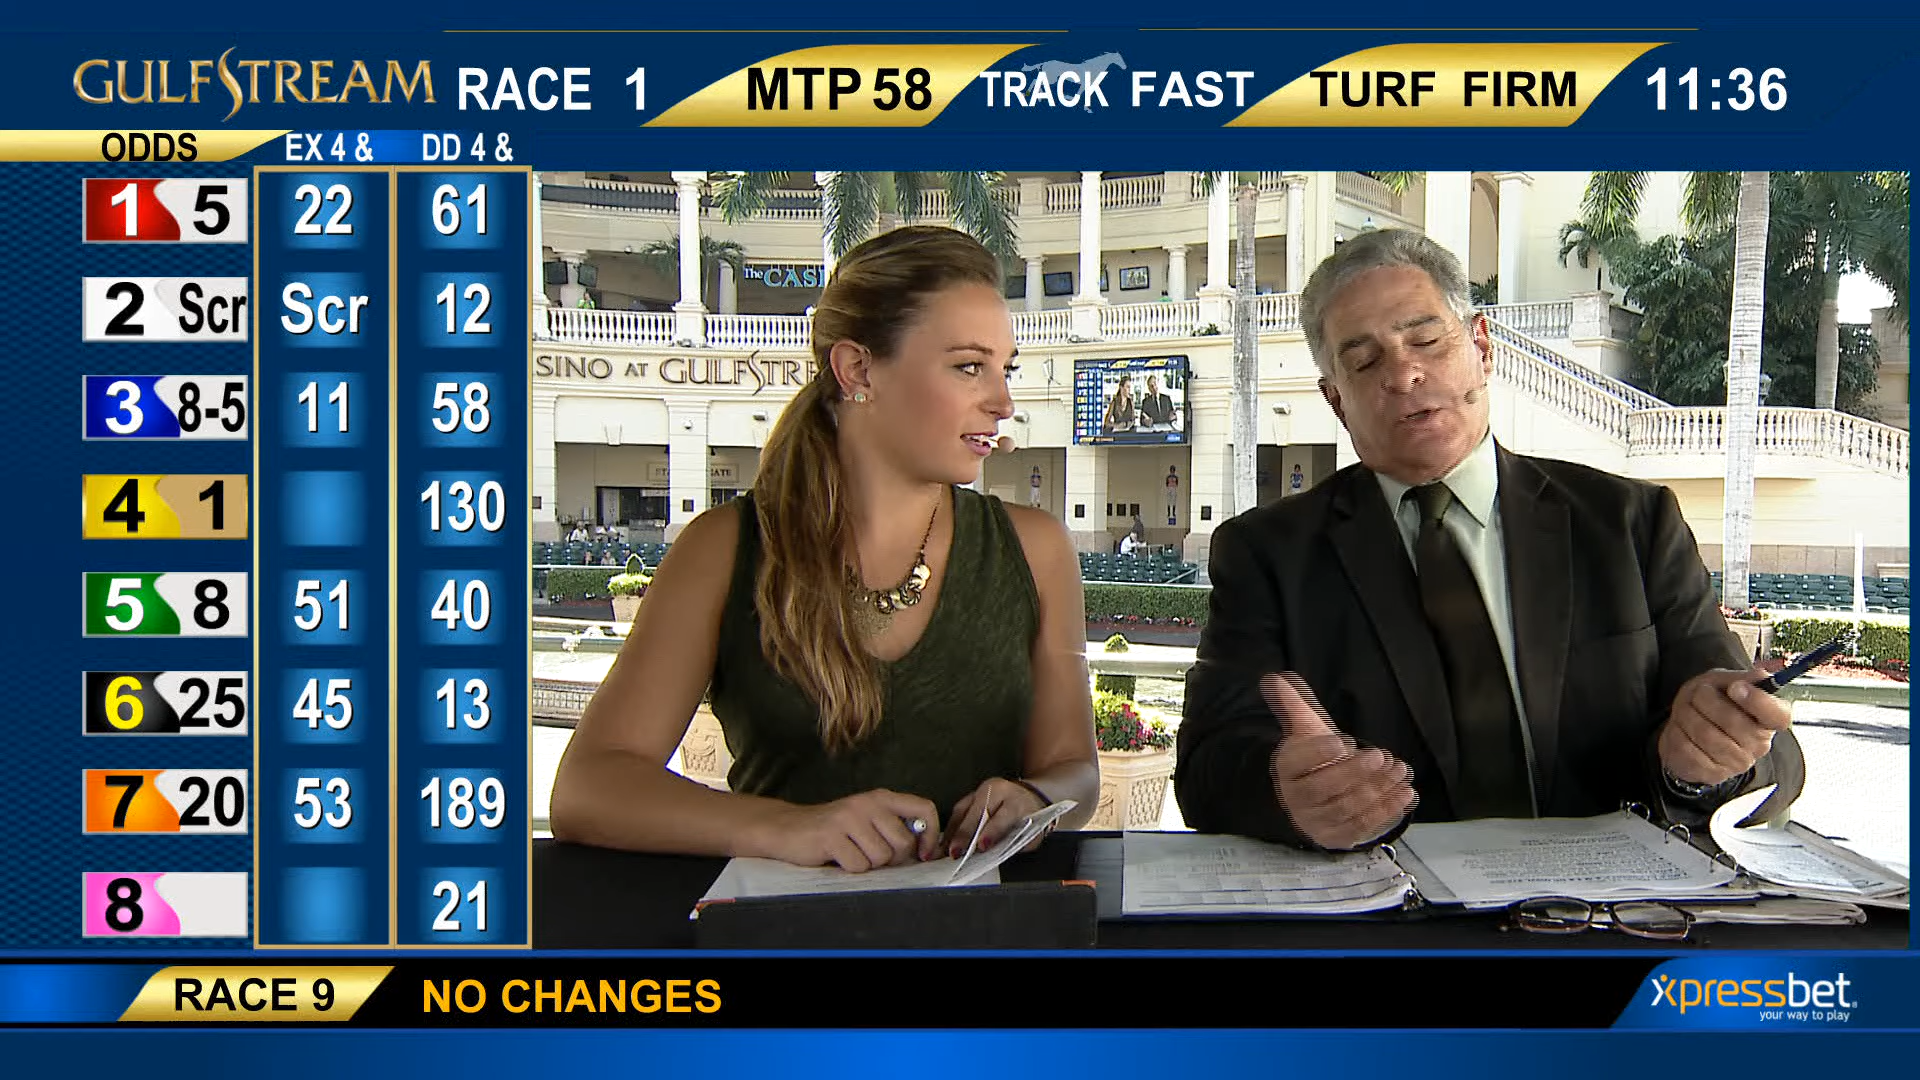 GULFSTREAM RACE 1 MTP 58 TRACK FAST TURF FIRM 11:36
ODDS EX 4 & DD 4 &
1 5 22 61
2 Scr Scr 12
3 8-5 11 58
4 1 130
5 8 51 40
6 25 45 13
7 20 53 189
8 21
The CASI
SINO AT GULFSTR
RACE 9 NO CHANGES
xpressbet.
your way to play